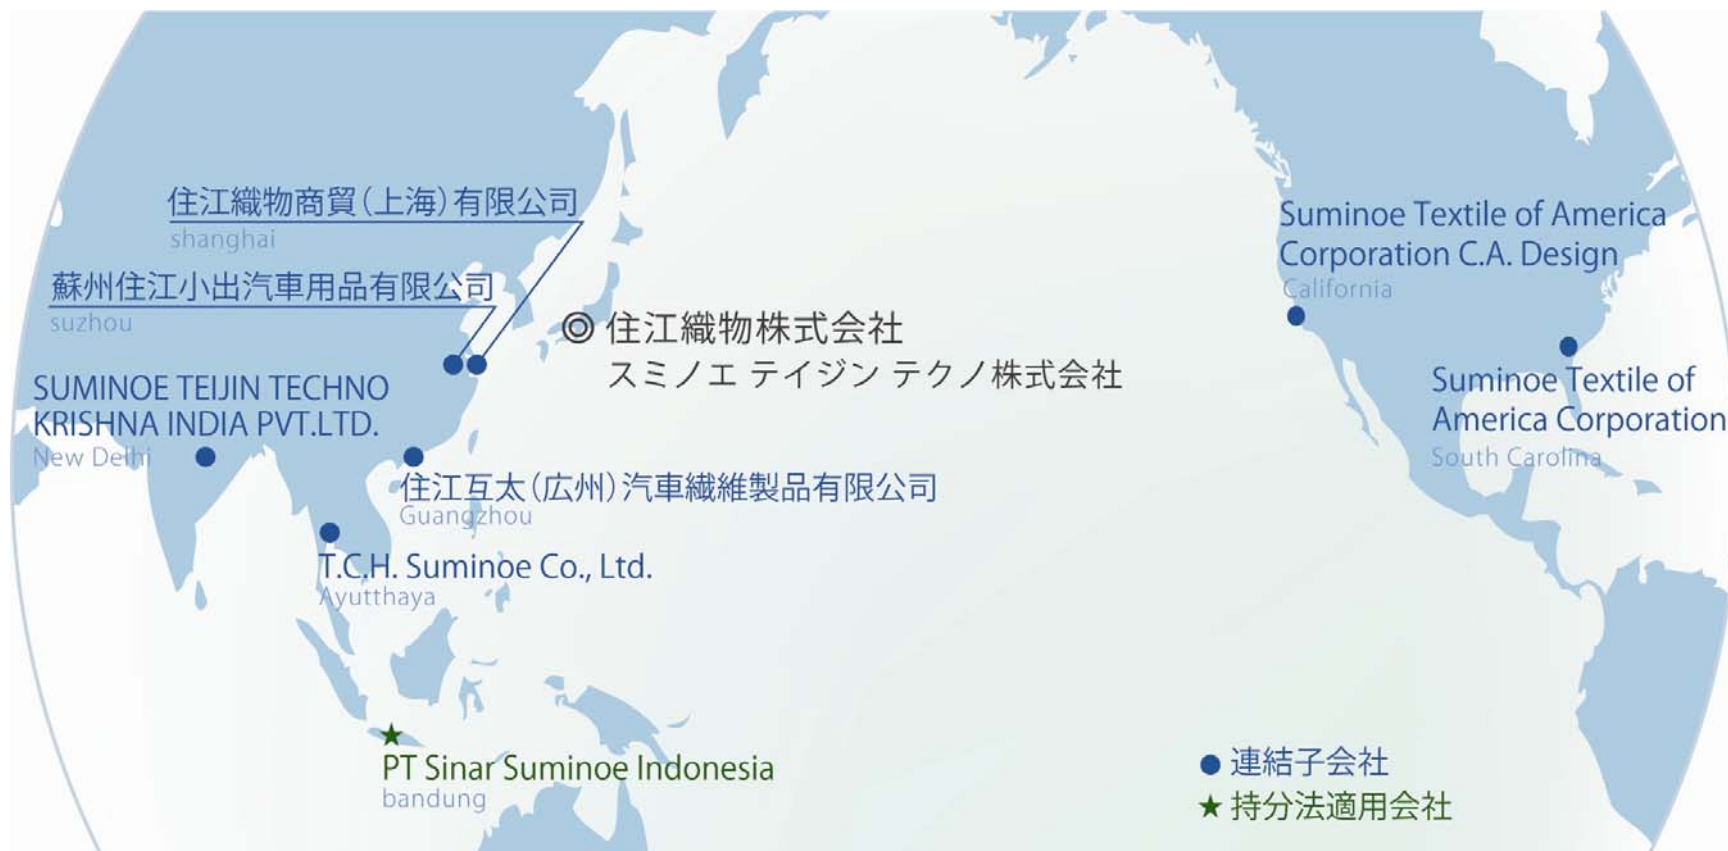 住江織物商貿(上海)有限公司
shanghai
蘇州住江小出汽車用品有限公司
suzhou
SUMINOE TEIJIN TECHNO
KRISHNA INDIA PVT.LTD.
New Delhi
住江織物株式会社
スミノエ テイジン テクノ株式会社
住江互太(広州)汽車繊維製品有限公司
Guangzhou
T.C.H. Suminoe Co., Ltd.
Ayutthaya
PT Sinar Suminoe Indonesia
bandung
Suminoe Textile of America
Corporation C.A. Design
California
Suminoe Textile of
America Corporation
South Carolina
● 連結子会社
★ 持分法適用会社